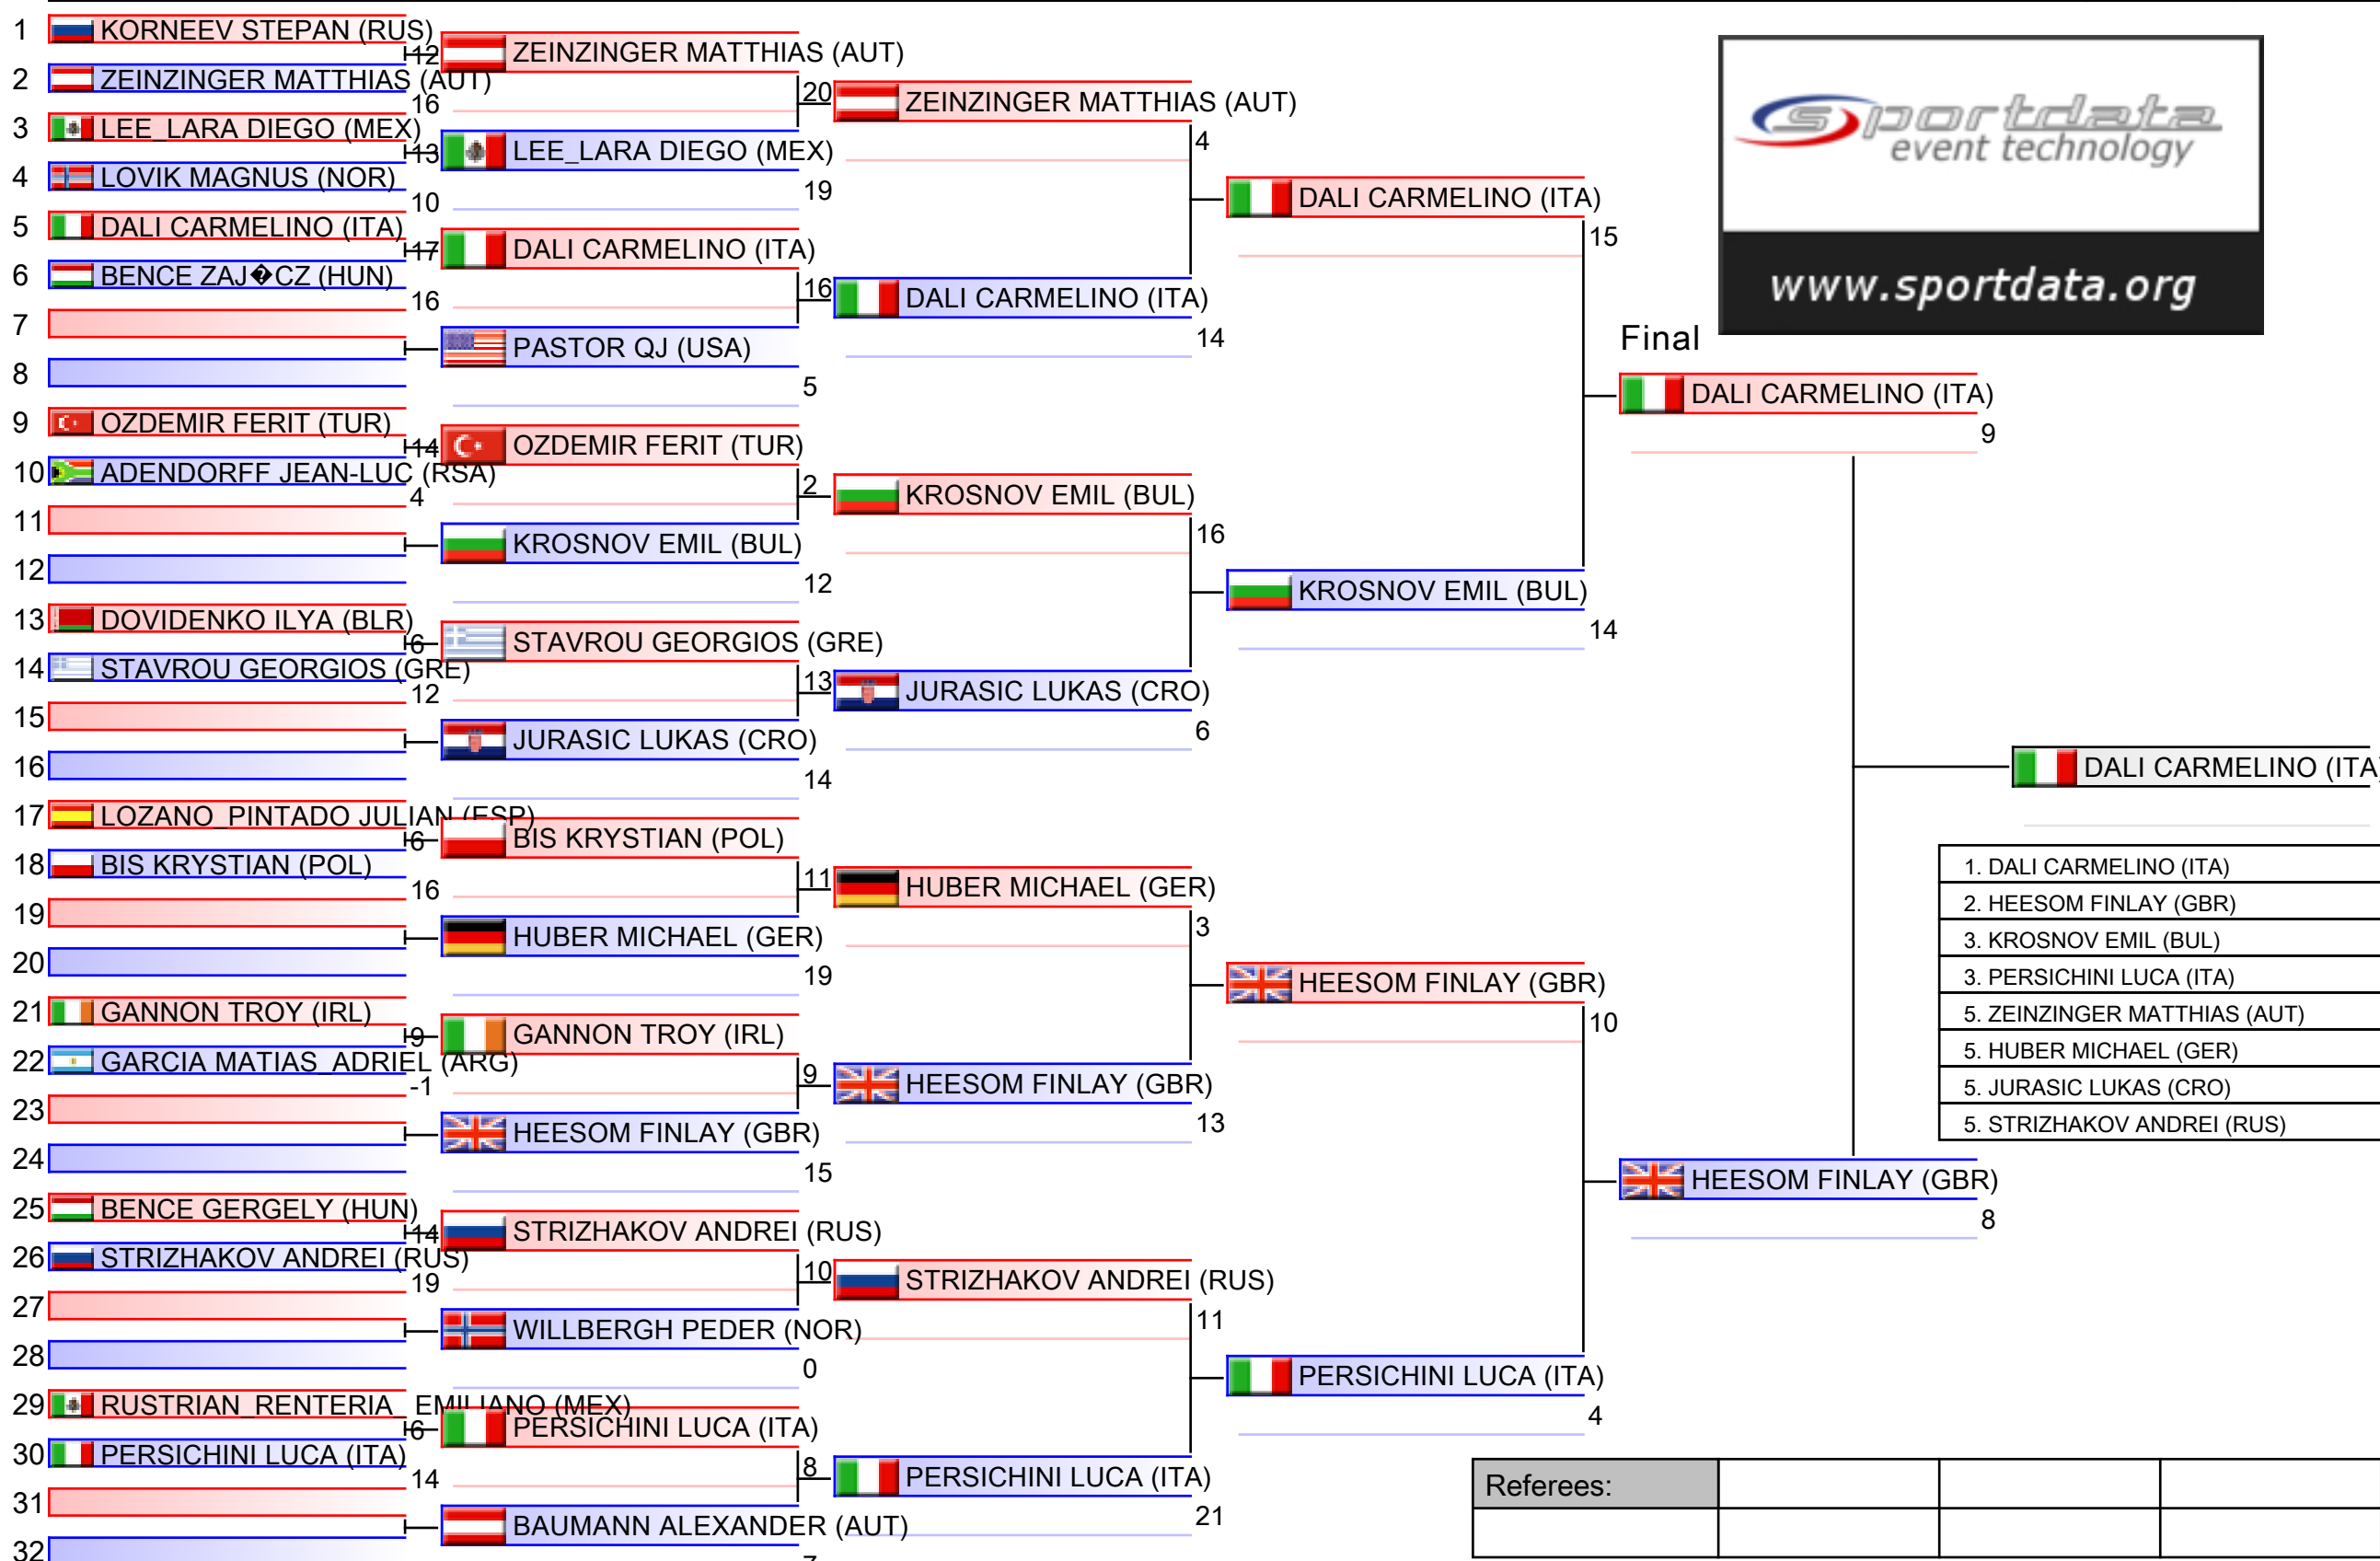 1 KORNEEV STEPAN (RUS)
12
2 ZEINZINGER MATTHIAS (AUT)
16
3 LEE_LARA DIEGO (MEX)
13
4 LOVIK MAGNUS (NOR)
10
5 DALI CARMELINO (ITA)
17
6 BENCE ZAJ�CZ (HUN)
16
7
8
9 OZDEMIR FERIT (TUR)
14
10 ADENDORFF JEAN-LUC (RSA)
4
11
12
13 DOVIDENKO ILYA (BLR)
6
14 STAVROU GEORGIOS (GRE)
12
15
16
17 LOZANO_PINTADO JULIAN (ESP)
6
18 BIS KRYSTIAN (POL)
16
19
20
21 GANNON TROY (IRL)
9
22 GARCIA MATIAS_ADRIEL (ARG)
-1
23
24
25 BENCE GERGELY (HUN)
14
26 STRIZHAKOV ANDREI (RUS)
19
27
28
29 RUSTRIAN_RENTERIA_ EMILIANO (MEX)
6
30 PERSICHINI LUCA (ITA)
14
31
32
ZEINZINGER MATTHIAS (AUT)
20
LEE_LARA DIEGO (MEX)
19
DALI CARMELINO (ITA)
16
PASTOR QJ (USA)
5
OZDEMIR FERIT (TUR)
2
KROSNOV EMIL (BUL)
12
STAVROU GEORGIOS (GRE)
13
JURASIC LUKAS (CRO)
14
BIS KRYSTIAN (POL)
11
HUBER MICHAEL (GER)
19
GANNON TROY (IRL)
9
HEESOM FINLAY (GBR)
15
STRIZHAKOV ANDREI (RUS)
10
WILLBERGH PEDER (NOR)
0
PERSICHINI LUCA (ITA)
8
BAUMANN ALEXANDER (AUT)
ZEINZINGER MATTHIAS (AUT)
4
DALI CARMELINO (ITA)
14
KROSNOV EMIL (BUL)
16
JURASIC LUKAS (CRO)
6
HUBER MICHAEL (GER)
3
HEESOM FINLAY (GBR)
13
STRIZHAKOV ANDREI (RUS)
11
PERSICHINI LUCA (ITA)
21
DALI CARMELINO (ITA)
15
KROSNOV EMIL (BUL)
14
HEESOM FINLAY (GBR)
10
PERSICHINI LUCA (ITA)
4
sportdata
event technology
www.sportdata.org
Final
DALI CARMELINO (ITA)
9
HEESOM FINLAY (GBR)
8
DALI CARMELINO (ITA)
1. DALI CARMELINO (ITA)
2. HEESOM FINLAY (GBR)
3. KROSNOV EMIL (BUL)
3. PERSICHINI LUCA (ITA)
5. ZEINZINGER MATTHIAS (AUT)
5. HUBER MICHAEL (GER)
5. JURASIC LUKAS (CRO)
5. STRIZHAKOV ANDREI (RUS)
Referees: